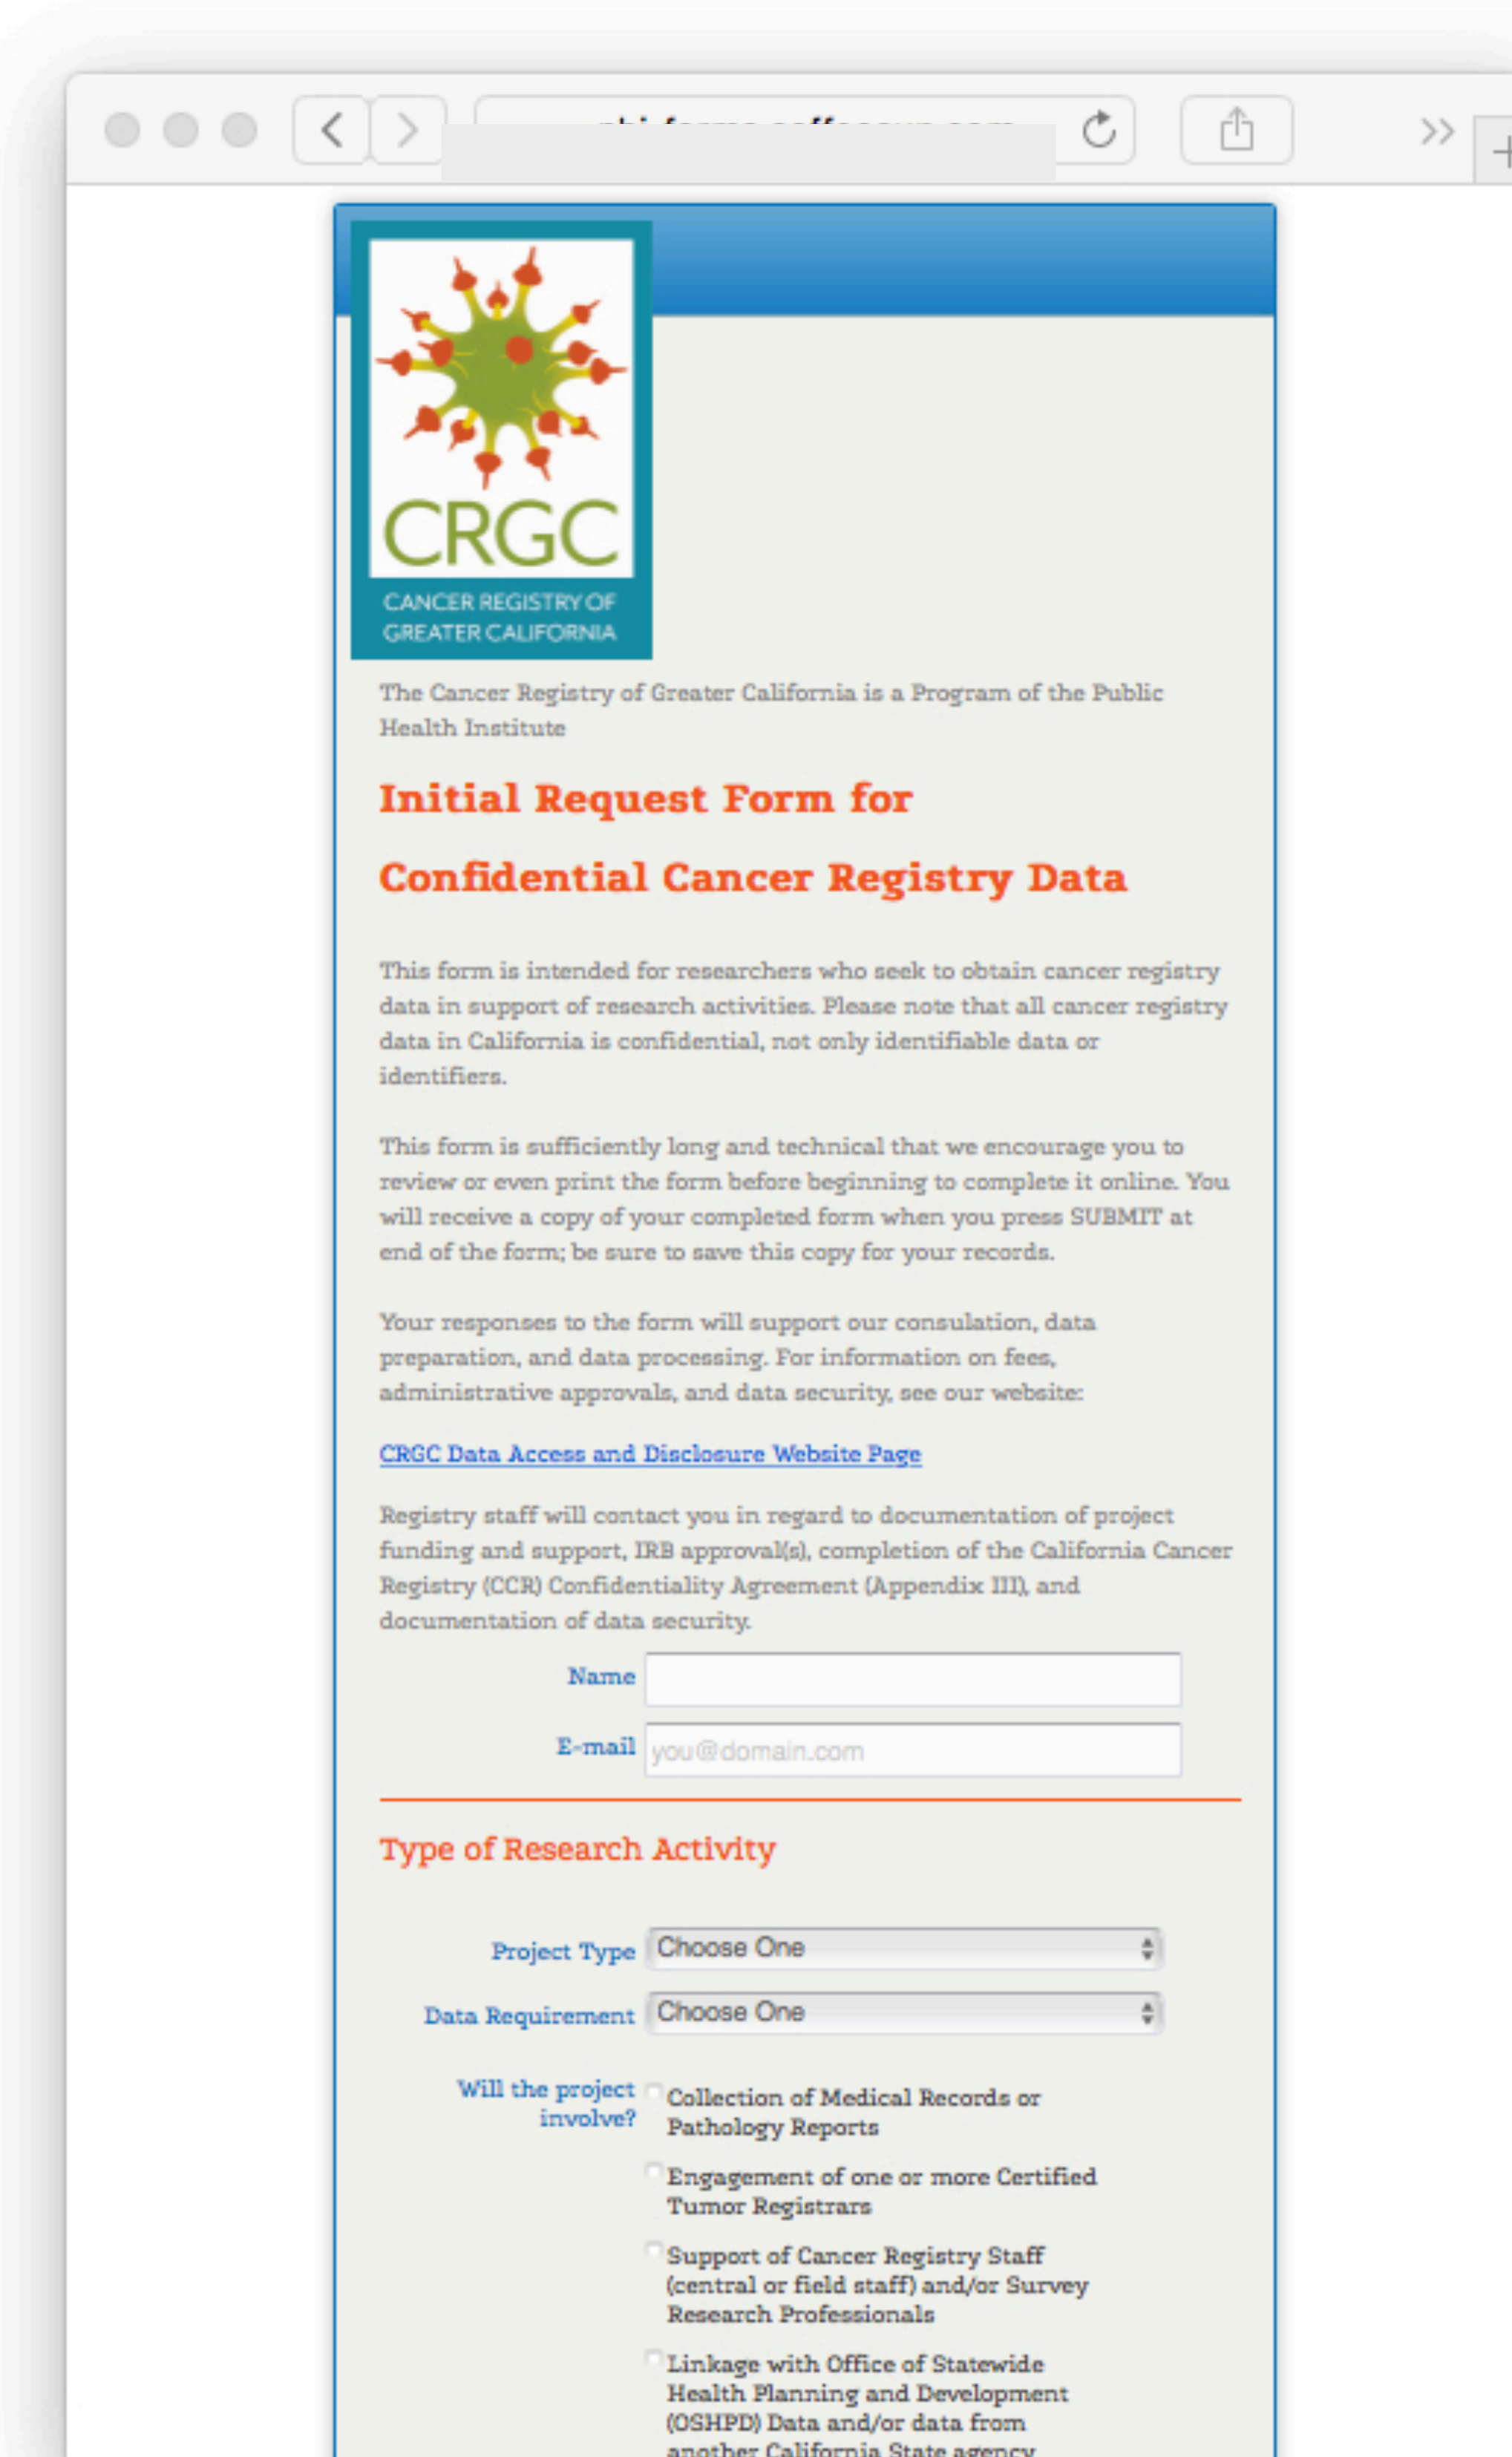 CRGC
CANCER REGISTRY OF
GREATER CALIFORNIA
The Cancer Registry of Greater California is a Program of the Public
Health Institute
Initial Request Form for
Confidential Cancer Registry Data
This form is intended for researchers who seek to obtain cancer registry
data in support of research activities. Please note that all cancer registry
data in California is confidential, not only identifiable data or
identifiers.
This form is sufficiently long and technical that we encourage you to
review or even print the form before beginning to complete it online. You
will receive a copy of your completed form when you press SUBMIT at
end of the form; be sure to save this copy for your records.
Your responses to the form will support our consulation, data
preparation, and data processing. For information on fees,
administrative approvals, and data security, see our website:
CRGC Data Access and Disclosure Website Page
Registry staff will contact you in regard to documentation of project
funding and support, IRB approval(s), completion of the California Cancer
Registry (CCR) Confidentiality Agreement (Appendix III), and
documentation of data security.
Name
E-mail you@domain.com
Type of Research Activity
Project Type Choose One
Data Requirement Choose One
Will the project
involve?
Collection of Medical Records or
Pathology Reports
Engagement of one or more Certified
Tumor Registrars
Support of Cancer Registry Staff
(central or field staff) and/or Survey
Research Professionals
Linkage with Office of Statewide
Health Planning and Development
(OSHPD) Data and/or data from
another California State agency